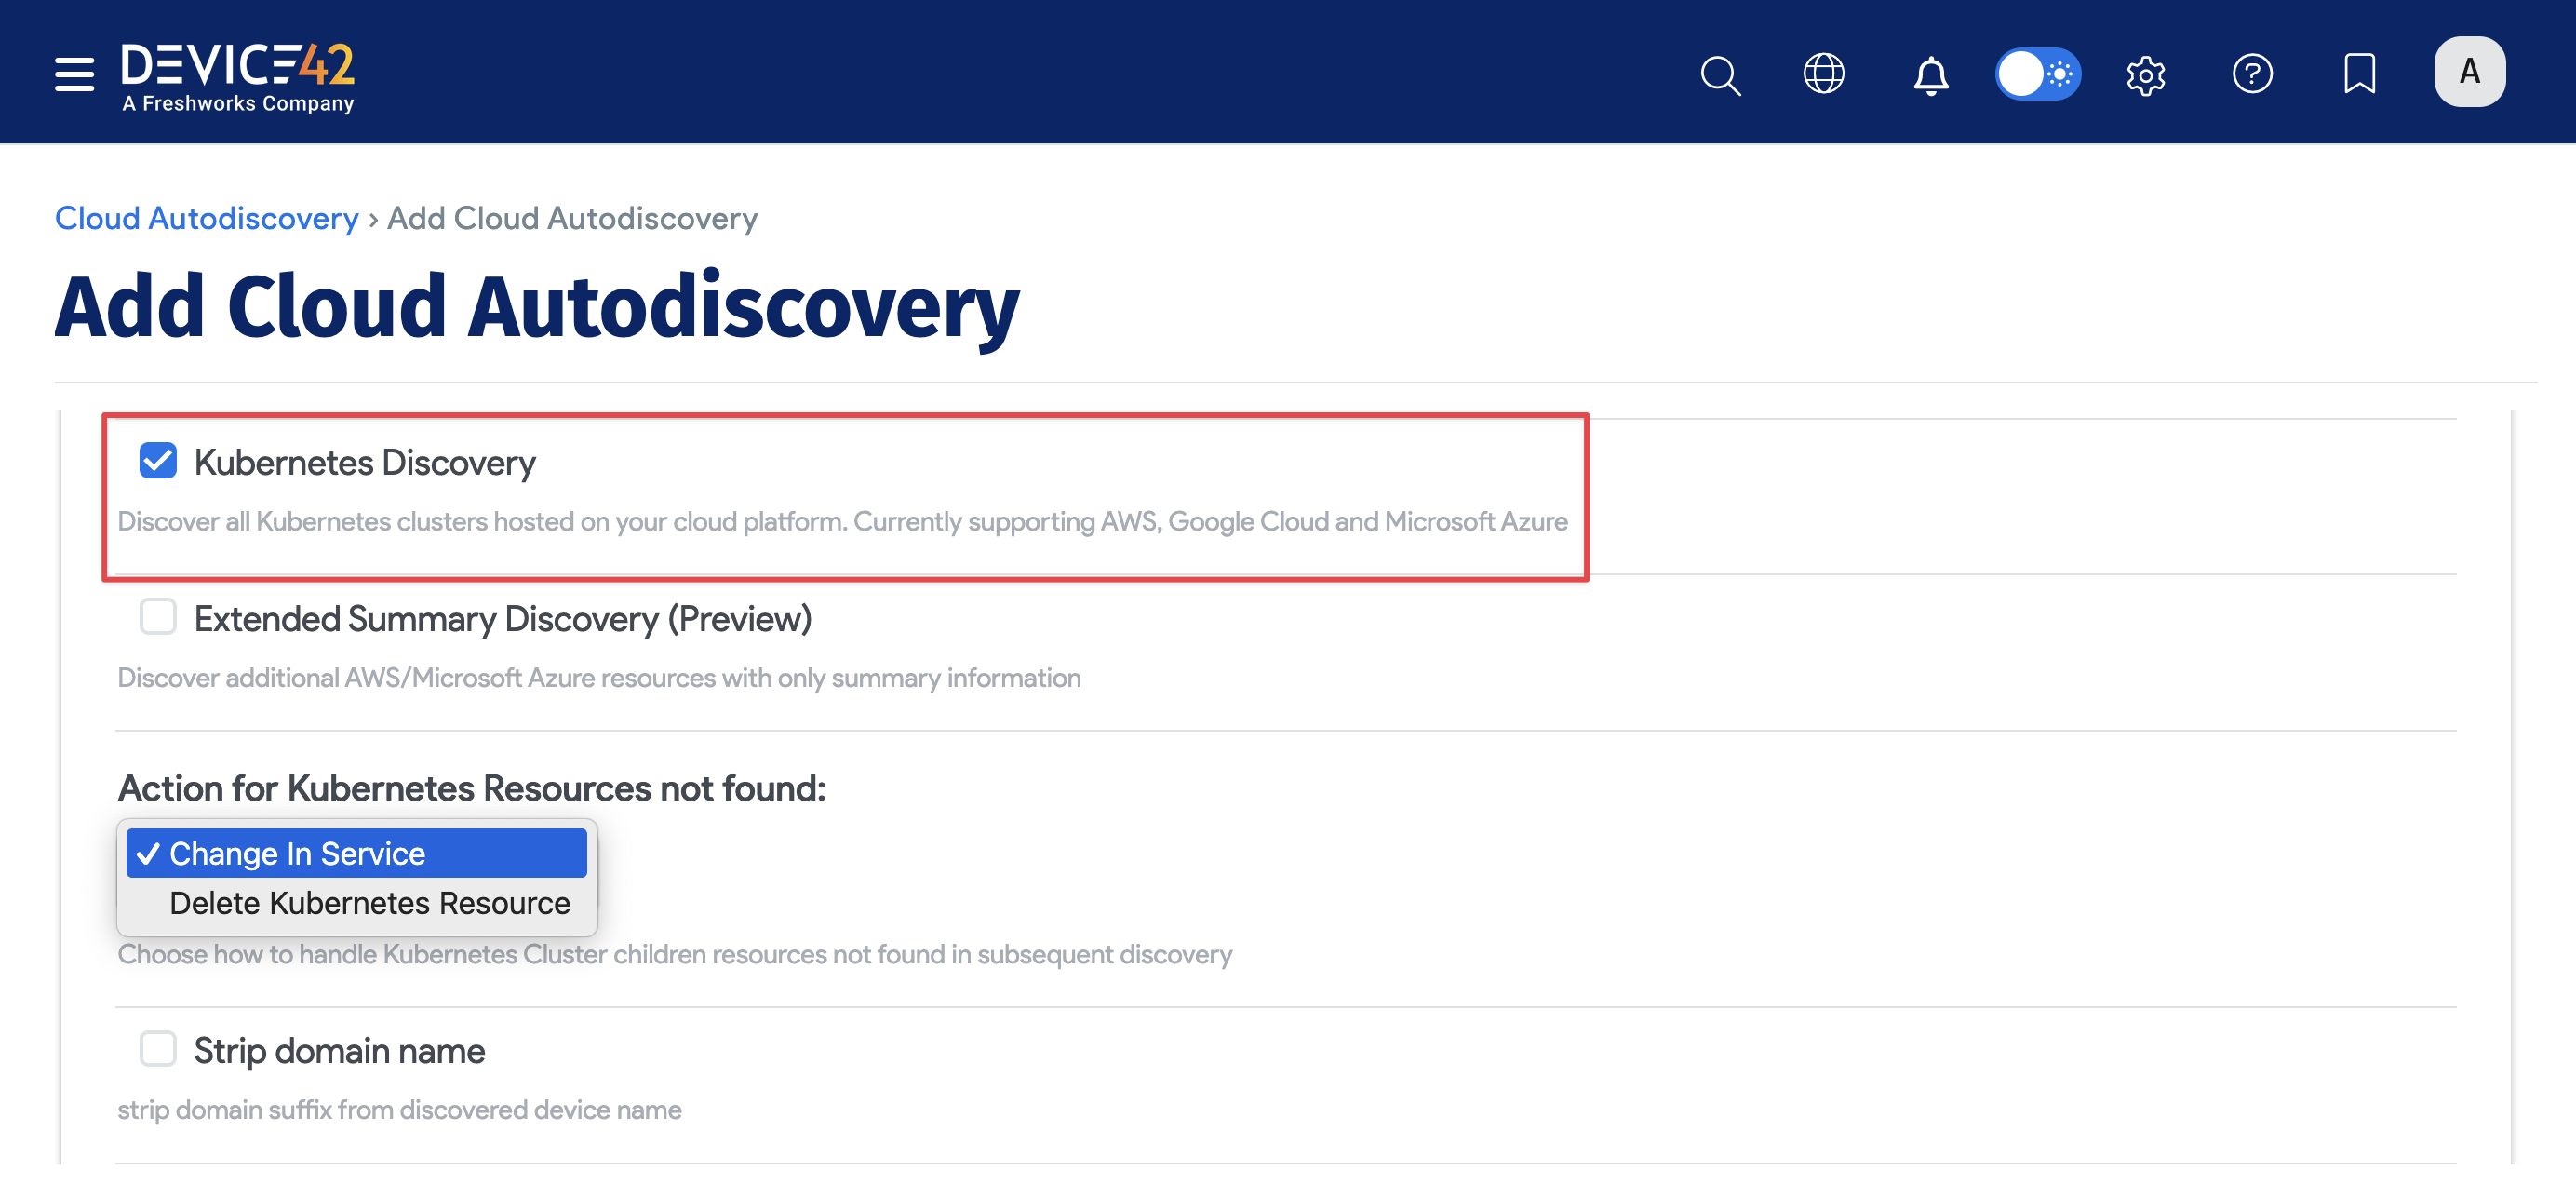 DEVICE42
A Freshworks Company
A
Cloud Autodiscovery › Add Cloud Autodiscovery
Add Cloud Autodiscovery
Kubernetes Discovery
Discover all Kubernetes clusters hosted on your cloud platform. Currently supporting AWS, Google Cloud and Microsoft Azure
Extended Summary Discovery (Preview)
Discover additional AWS/Microsoft Azure resources with only summary information
Action for Kubernetes Resources not found:
Change In Service
Delete Kubernetes Resource
Choose how to handle Kubernetes Cluster children resources not found in subsequent discovery
Strip domain name
strip domain suffix from discovered device name